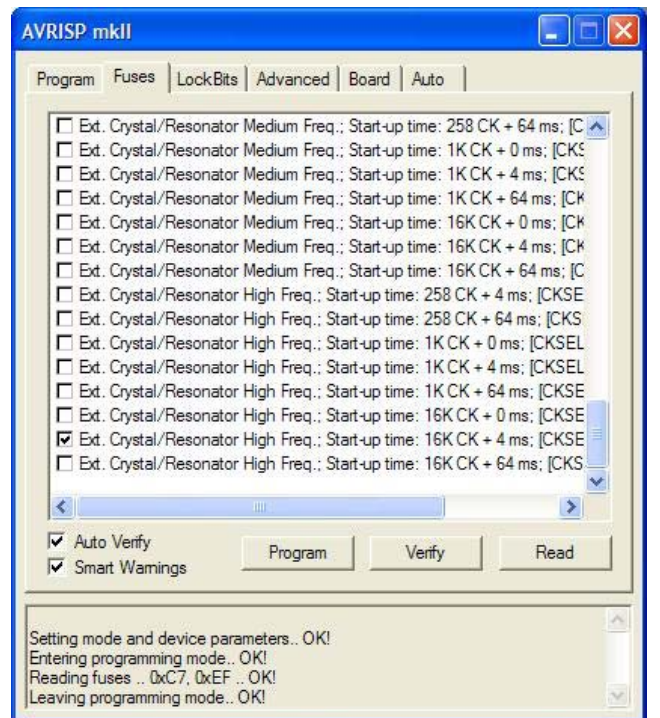 AVRISP mkII
Program Fuses LockBits Advanced Board Auto
Ext. Crystal/Resonator Medium Freq.; Start-up time: 258 CK + 64 ms; [C
Ext. Crystal/Resonator Medium Freq.; Start-up time: 1K CK + 0 ms; [CKS
Ext. Crystal/Resonator Medium Freq.; Start-up time: 1K CK + 4 ms; [CKS
Ext. Crystal/Resonator Medium Freq.; Start-up time: 1K CK + 64 ms; [CK
Ext. Crystal/Resonator Medium Freq.; Start-up time: 16K CK + 0 ms; [CK
Ext. Crystal/Resonator Medium Freq.; Start-up time: 16K CK + 4 ms; [CK
Ext. Crystal/Resonator Medium Freq.; Start-up time: 16K CK + 64 ms; [C
Ext. Crystal/Resonator High Freq.; Start-up time: 258 CK + 4 ms; [CKSE
Ext. Crystal/Resonator High Freq.; Start-up time: 258 CK + 64 ms; [CKS
Ext. Crystal/Resonator High Freq.; Start-up time: 1K CK + 0 ms; [CKSEL
Ext. Crystal/Resonator High Freq.; Start-up time: 1K CK + 4 ms; [CKSEL
Ext. Crystal/Resonator High Freq.; Start-up time: 1K CK + 64 ms; [CKSE
Ext. Crystal/Resonator High Freq.; Start-up time: 16K CK + 0 ms; [CKSE
Ext. Crystal/Resonator High Freq.; Start-up time: 16K CK + 4 ms; [CKSE
Ext. Crystal/Resonator High Freq.; Start-up time: 16K CK + 64 ms; [CKS
Auto Verify
Smart Warnings
Program Verify Read
Setting mode and device parameters.. OK!
Entering programming mode.. OK!
Reading fuses .. 0xC7, 0xEF .. OK!
Leaving programming mode.. OK!